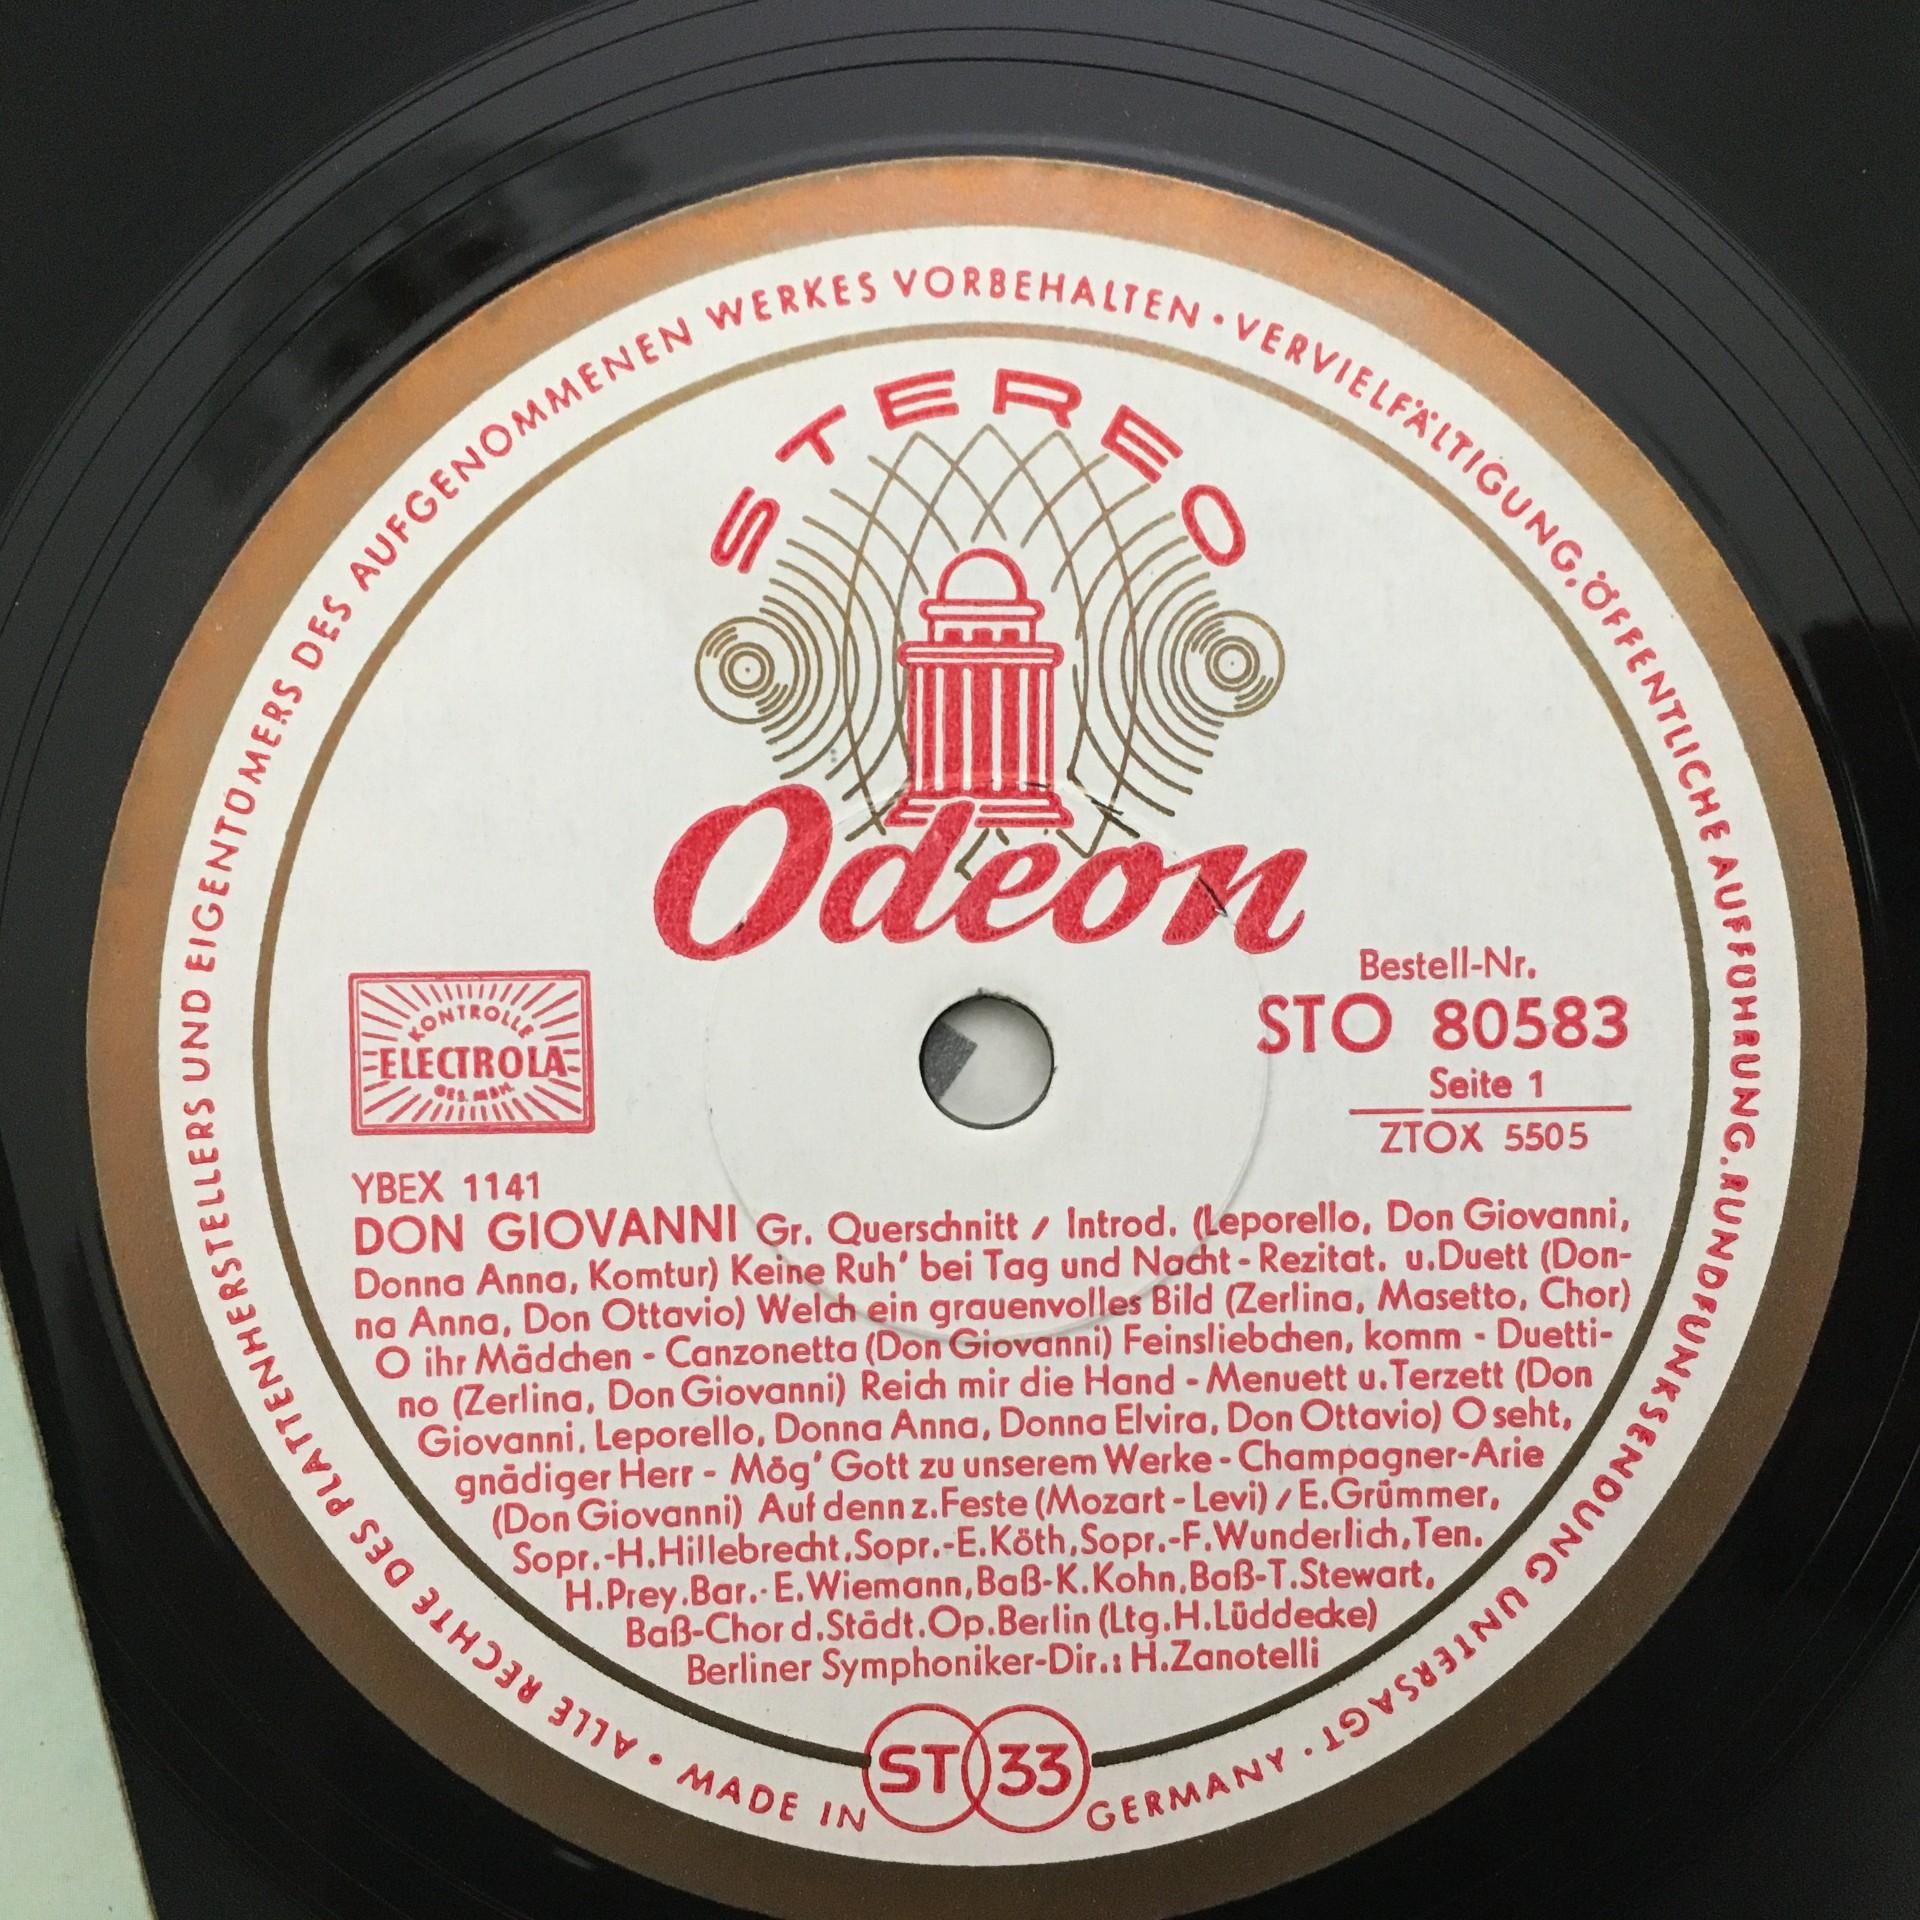 ALLE RECHTE DES PLATTENHERSTELLERS UND EIGENTÜMERS DES AUFGENOMMENEN WERKES VORBEHALTEN · VERVIELFÄLTIGUNG, ÖFFENTLICHE AUFFÜHRUNG, RUNDFUNKSENDUNG UNTERSAGT ·
STEREO
Odeon
KONTROLLE
ELECTROLA
GES. MBH.
Bestell-Nr.
STO 80583
Seite 1
ZTOX 5505
YBEX 1141
DON GIOVANNI Gr. Querschnitt / Introd. (Leporello, Don Giovanni,
Donna Anna, Komtur) Keine Ruh' bei Tag und Nacht - Rezitat. u. Duett (Don-
na Anna, Don Ottavio) Welch ein grauenvolles Bild (Zerlina, Masetto, Chor)
O ihr Mädchen - Canzonetta (Don Giovanni) Feinsliebchen, komm - Duetti-
no (Zerlina, Don Giovanni) Reich mir die Hand - Menuett u. Terzett (Don
Giovanni, Leporello, Donna Anna, Donna Elvira, Don Ottavio) O seht,
gnädiger Herr - Mög' Gott zu unserem Werke - Champagner-Arie
(Don Giovanni) Auf denn z. Feste (Mozart - Levi) / E. Grümmer,
Sopr.-H. Hillebrecht, Sopr.-E. Köth, Sopr.-F. Wunderlich, Ten.
H. Prey, Bar.- E. Wiemann, Baß-K. Kohn, Baß-T. Stewart,
Baß-Chor d. Städt. Op. Berlin (Ltg. H. Lüddecke)
Berliner Symphoniker-Dir.: H. Zanotelli
ST 33
MADE IN GERMANY ·